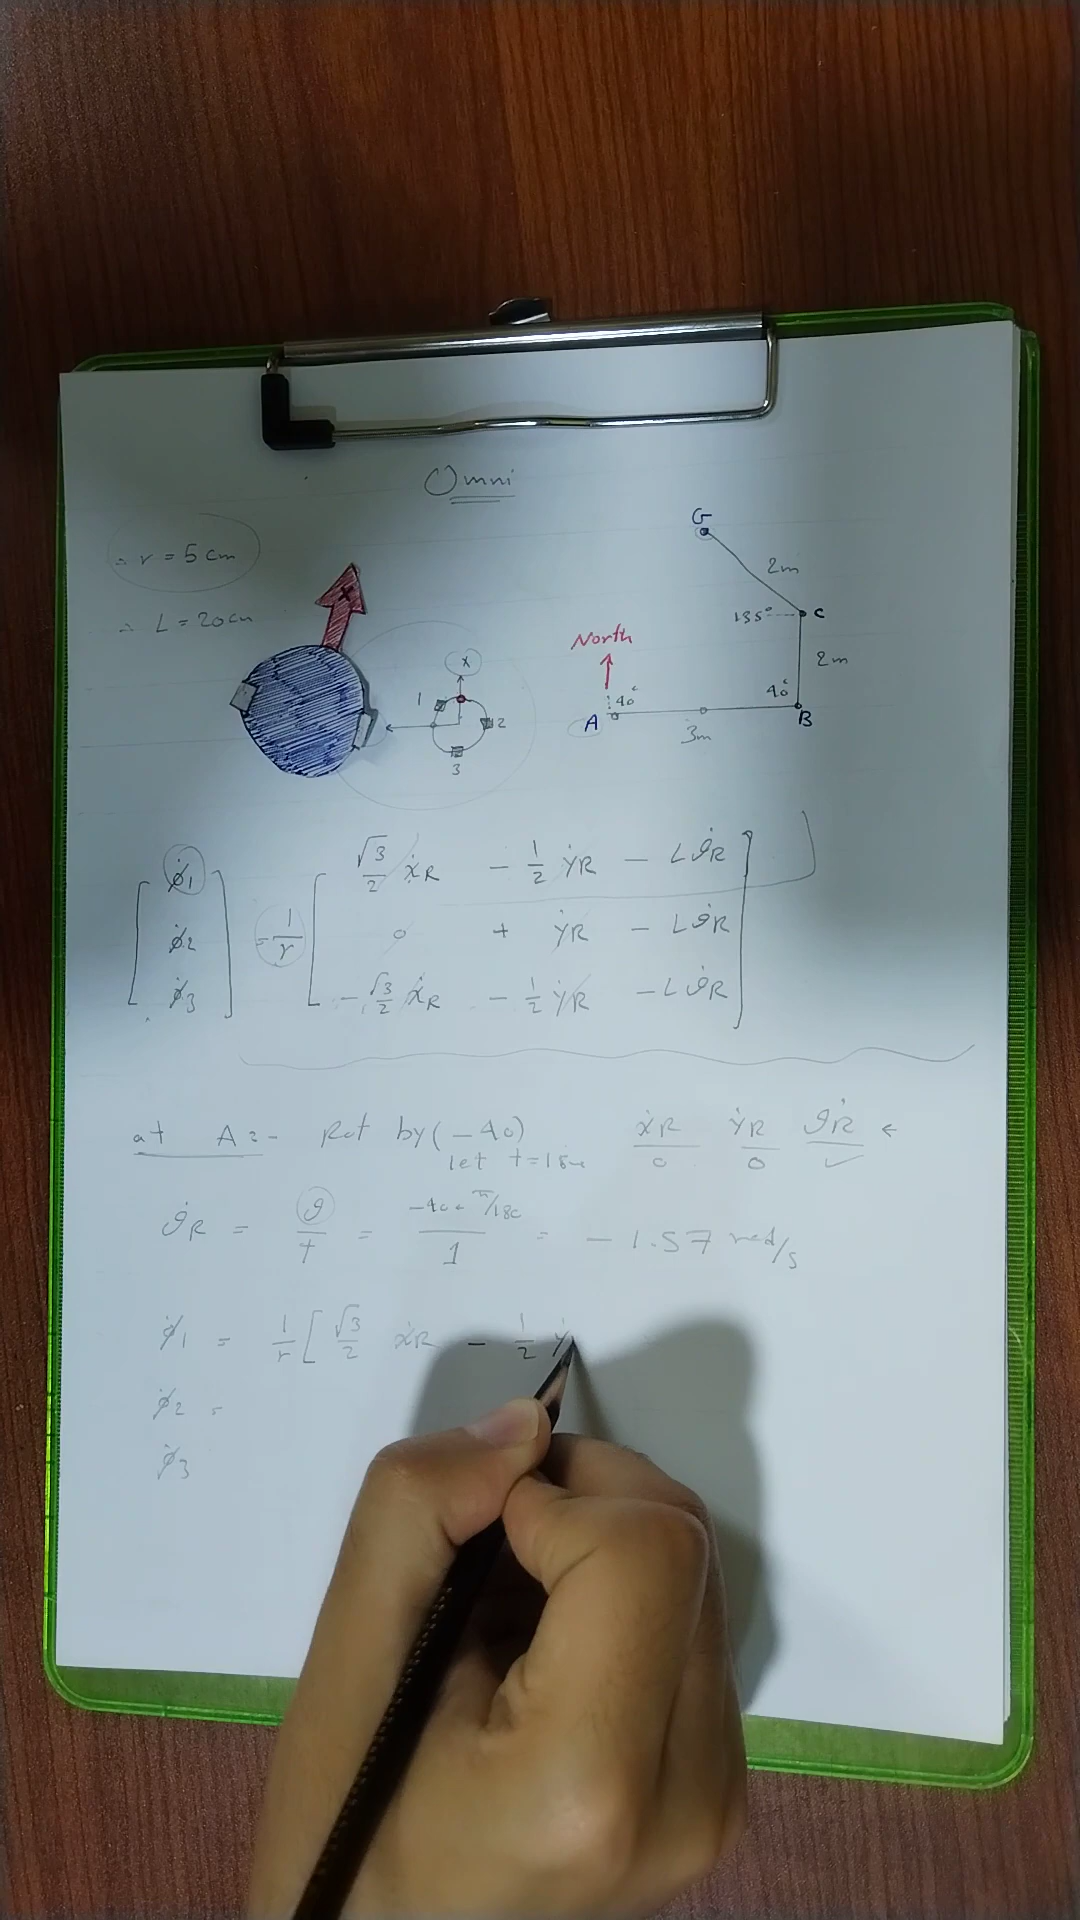 Omni
∴ r = 5 cm
∴ L = 20 cm
X
x
1
2
3
North
G
2m
135°
C
2m
40°
40°
A
B
3m
[φ̇1 φ̇2 φ̇3] = 1/r [
√3/2 ẋR - 1/2 ẏR - Lϑ̇R
0 + ẏR - Lϑ̇R
-√3/2 ẋR - 1/2 ẏR - Lϑ̇R ]
at A:- Rot by (-40) ẋR ẏR ϑ̇R ←
let t=1 0 0 ✓
ϑ̇R = ϑ/t = -40 π/180 / 1 = -1.57 rad/s
φ̇1 = 1/r [ √3/2 ẋR - 1/2 ẏ
φ̇2 =
φ̇3